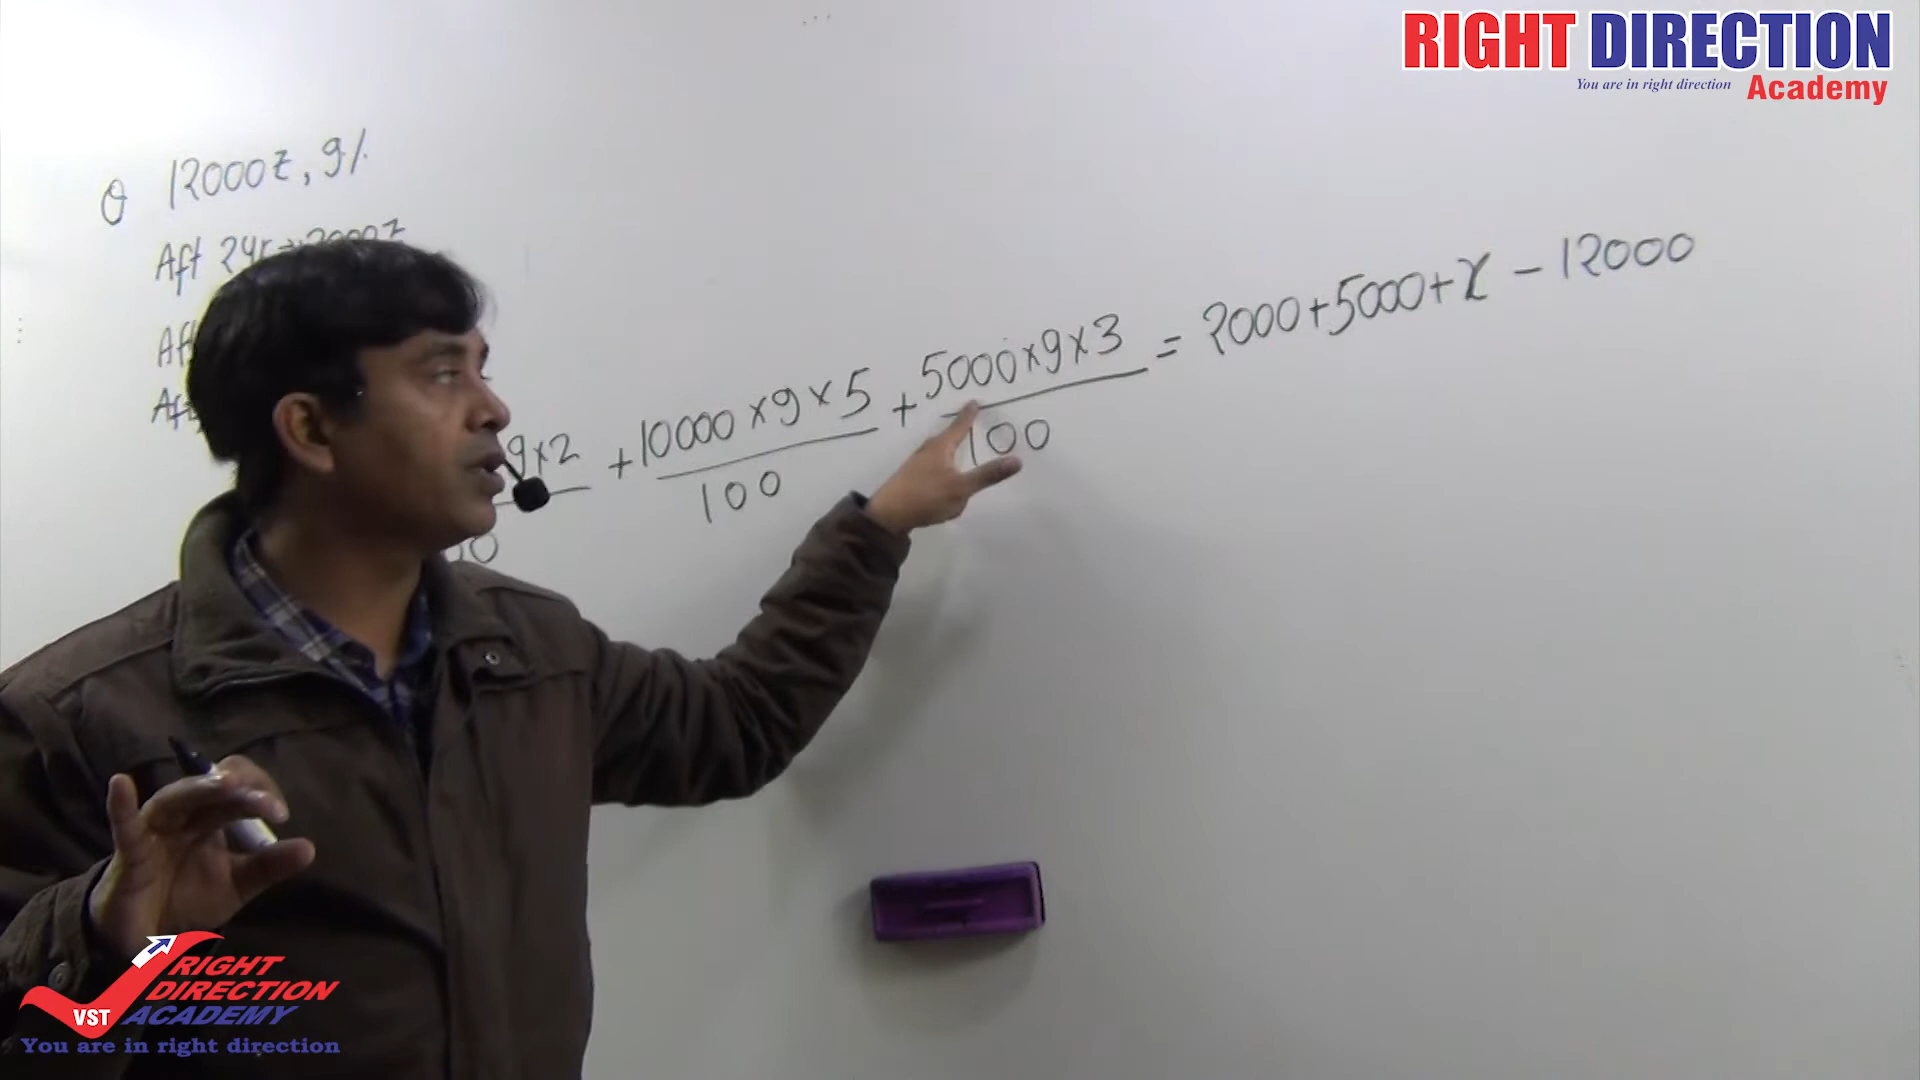 RIGHT DIRECTION
You are in right direction Academy
Q 12000₹, 9%
Aft 2yr → 2000₹
Aft
Aft
9×2 + 10000×9×5 + 5000×9×3 = 2000+5000+x - 12000
100 100
RIGHT
DIRECTION
VST ACADEMY
You are in right direction